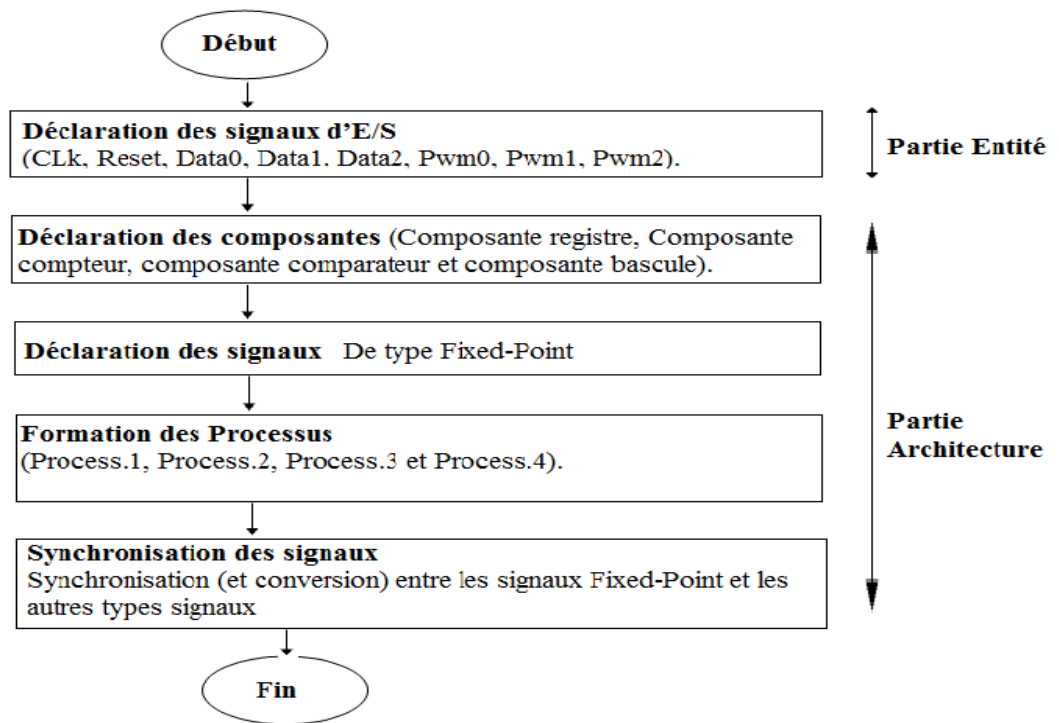 Début
Déclaration des signaux d'E/S
(CLk, Reset, Data0, Data1. Data2, Pwm0, Pwm1, Pwm2).
Partie Entité
Déclaration des composantes (Composante registre, Composante
compteur, composante comparateur et composante bascule).
Déclaration des signaux De type Fixed-Point
Formation des Processus
(Process.1, Process.2, Process.3 et Process.4).
Partie
Architecture
Synchronisation des signaux
Synchronisation (et conversion) entre les signaux Fixed-Point et les
autres types signaux
Fin